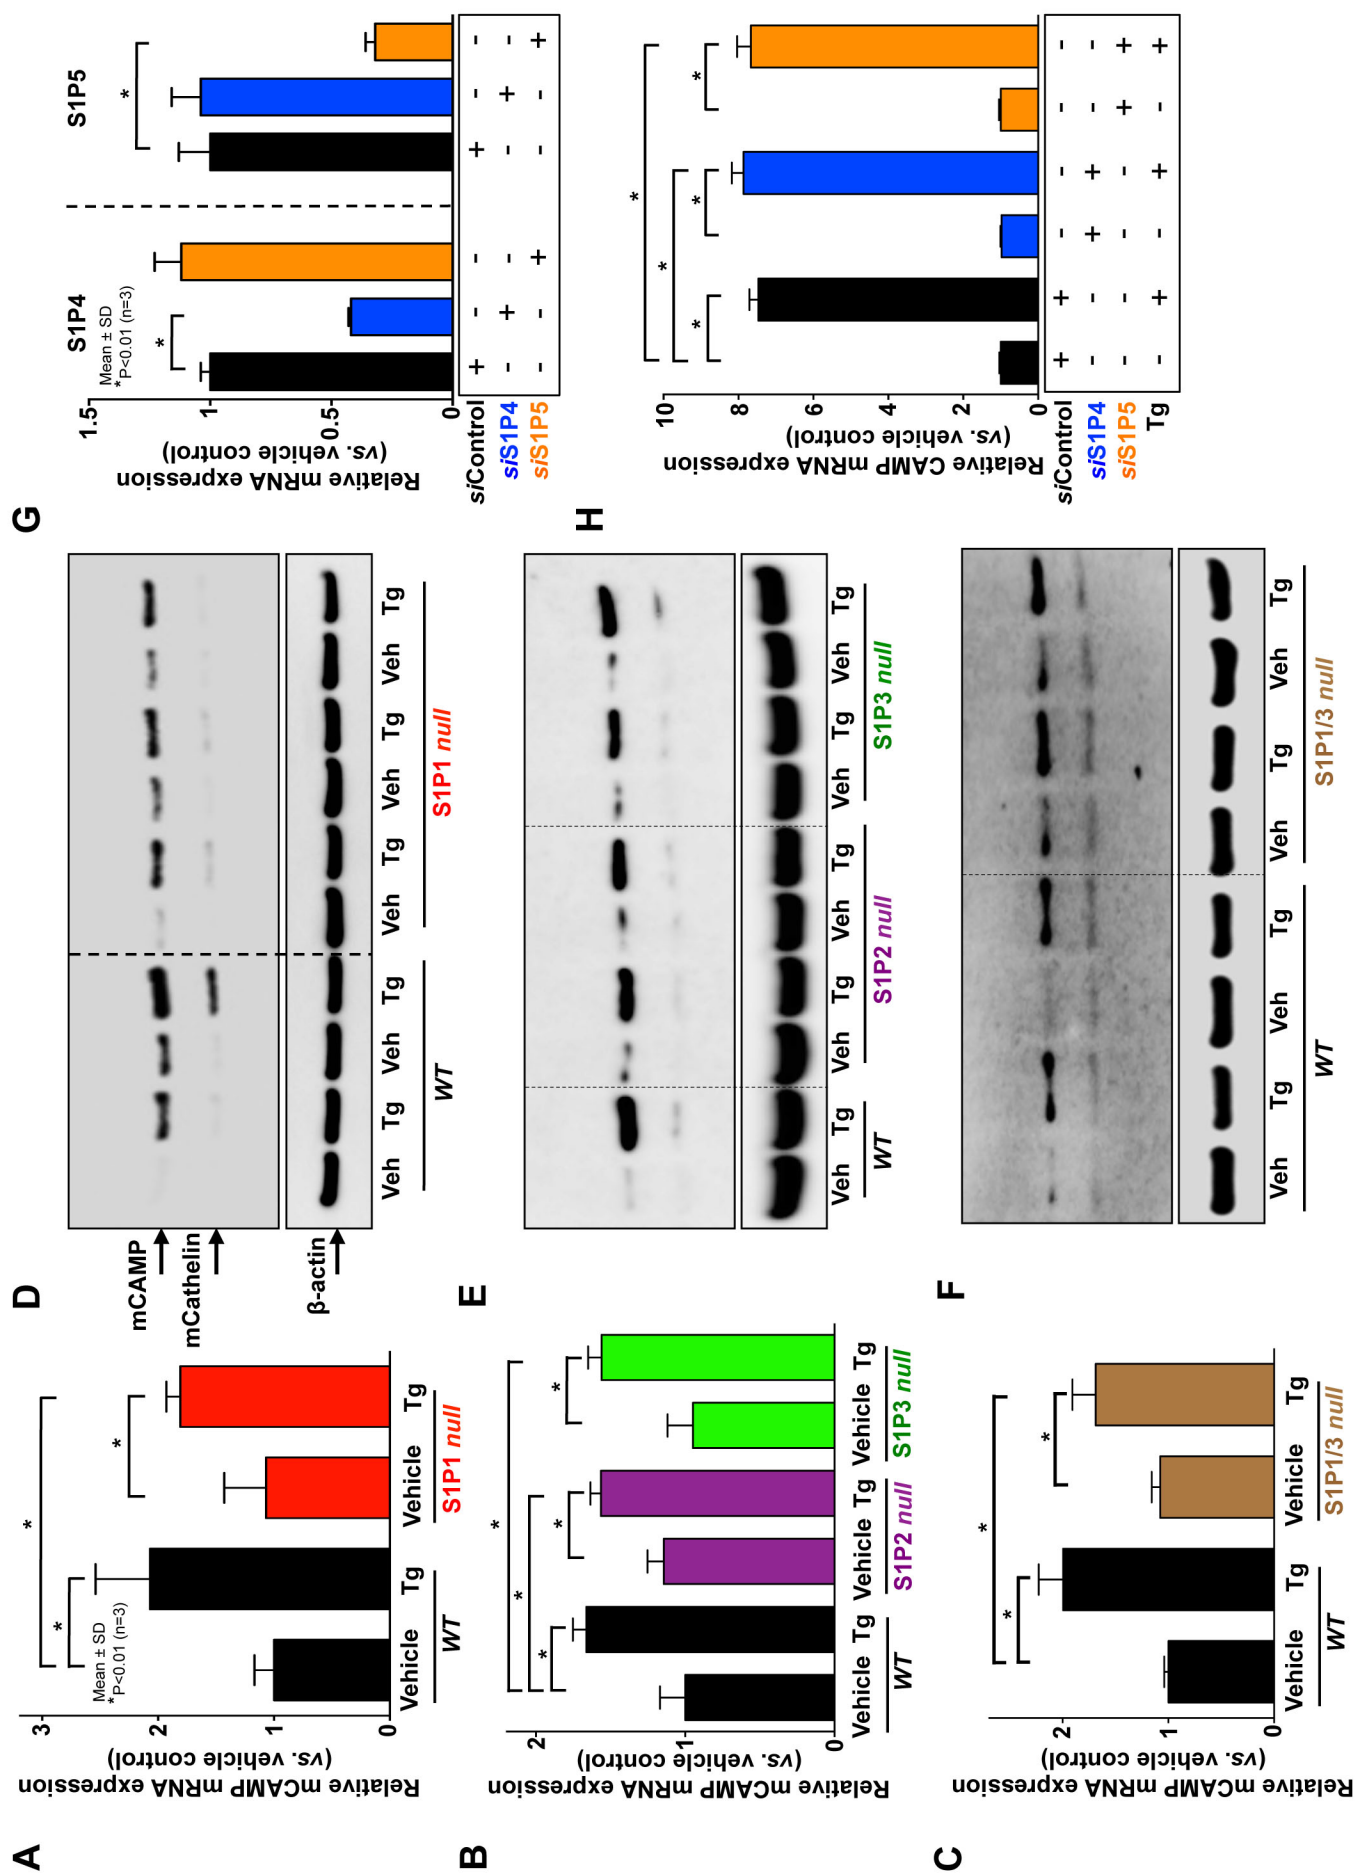 A
Relative mCAMP mRNA expression
(vs. vehicle control)
3
2
1
0
*
*
*
Mean ± SD
*P<0.01 (n=3)
Vehicle Tg Vehicle Tg
WT S1P1 null
B
Relative mCAMP mRNA expression
(vs. vehicle control)
2
1
0
*
*
*
*
*
Vehicle Tg Vehicle Tg Vehicle Tg
WT S1P2 null S1P3 null
C
Relative mCAMP mRNA expression
(vs. vehicle control)
2
1
0
*
*
*
Vehicle Tg Vehicle Tg
WT S1P1/3 null
D
mCAMP
mCathelin
β-actin
Veh Tg Veh Tg Veh Tg Veh Tg Veh Tg
WT S1P1 null
E
Veh Tg Veh Tg Veh Tg Veh Tg Veh Tg
WT S1P2 null S1P3 null
F
Veh Tg Veh Tg Veh Tg Veh Tg
WT S1P1/3 null
G
Relative mRNA expression
(vs. vehicle control)
1.5
1
0.5
0
S1P4 S1P5
Mean ± SD
*P<0.01 (n=3)
*
*
siControl + - - + - -
siS1P4 - + - - + -
siS1P5 - - + - - +
H
Relative CAMP mRNA expression
(vs. vehicle control)
10
8
6
4
2
0
*
*
*
*
*
siControl + + - - - -
siS1P4 - - + + - -
siS1P5 - - - - + +
Tg - + - + - +